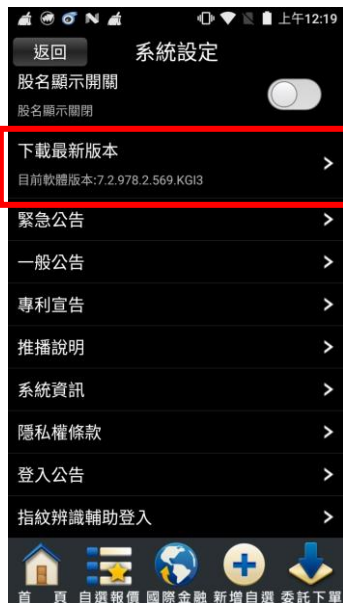 上午12:19
返回
系統設定
股名顯示開關
股名顯示關閉
下載最新版本
目前軟體版本:7.2.978.2.569.KGI3
緊急公告
一般公告
專利宣告
推播說明
系統資訊
隱私權條款
登入公告
指紋辨識輔助登入
首 頁 自選報價 國際金融 新增自選 委託下單